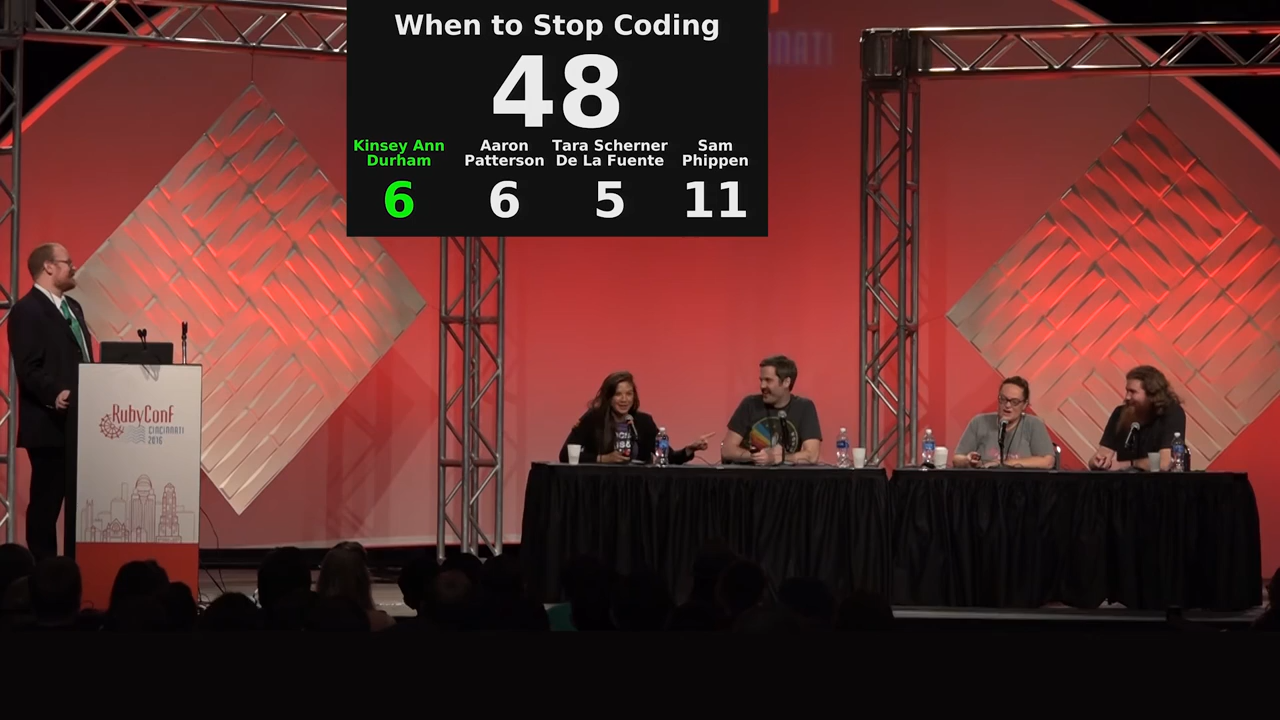 When to Stop Coding
48
Kinsey Ann Durham
Aaron Patterson
Tara Scherner De La Fuente
Sam Phippen
6
6
5
11
RubyConf
CINCINNATI
2016